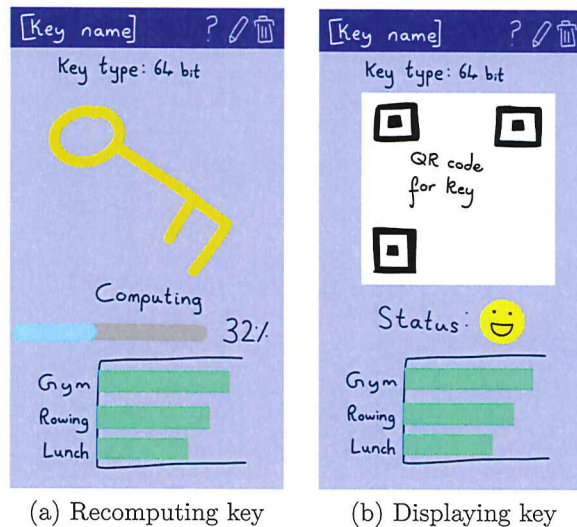 [Key name] ?
Key type: 64 bit
Computing
32%
Gym
Rowing
Lunch
(a) Recomputing key
[Key name] ?
Key type: 64 bit
QR code
for key
Status:
Gym
Rowing
Lunch
(b) Displaying key